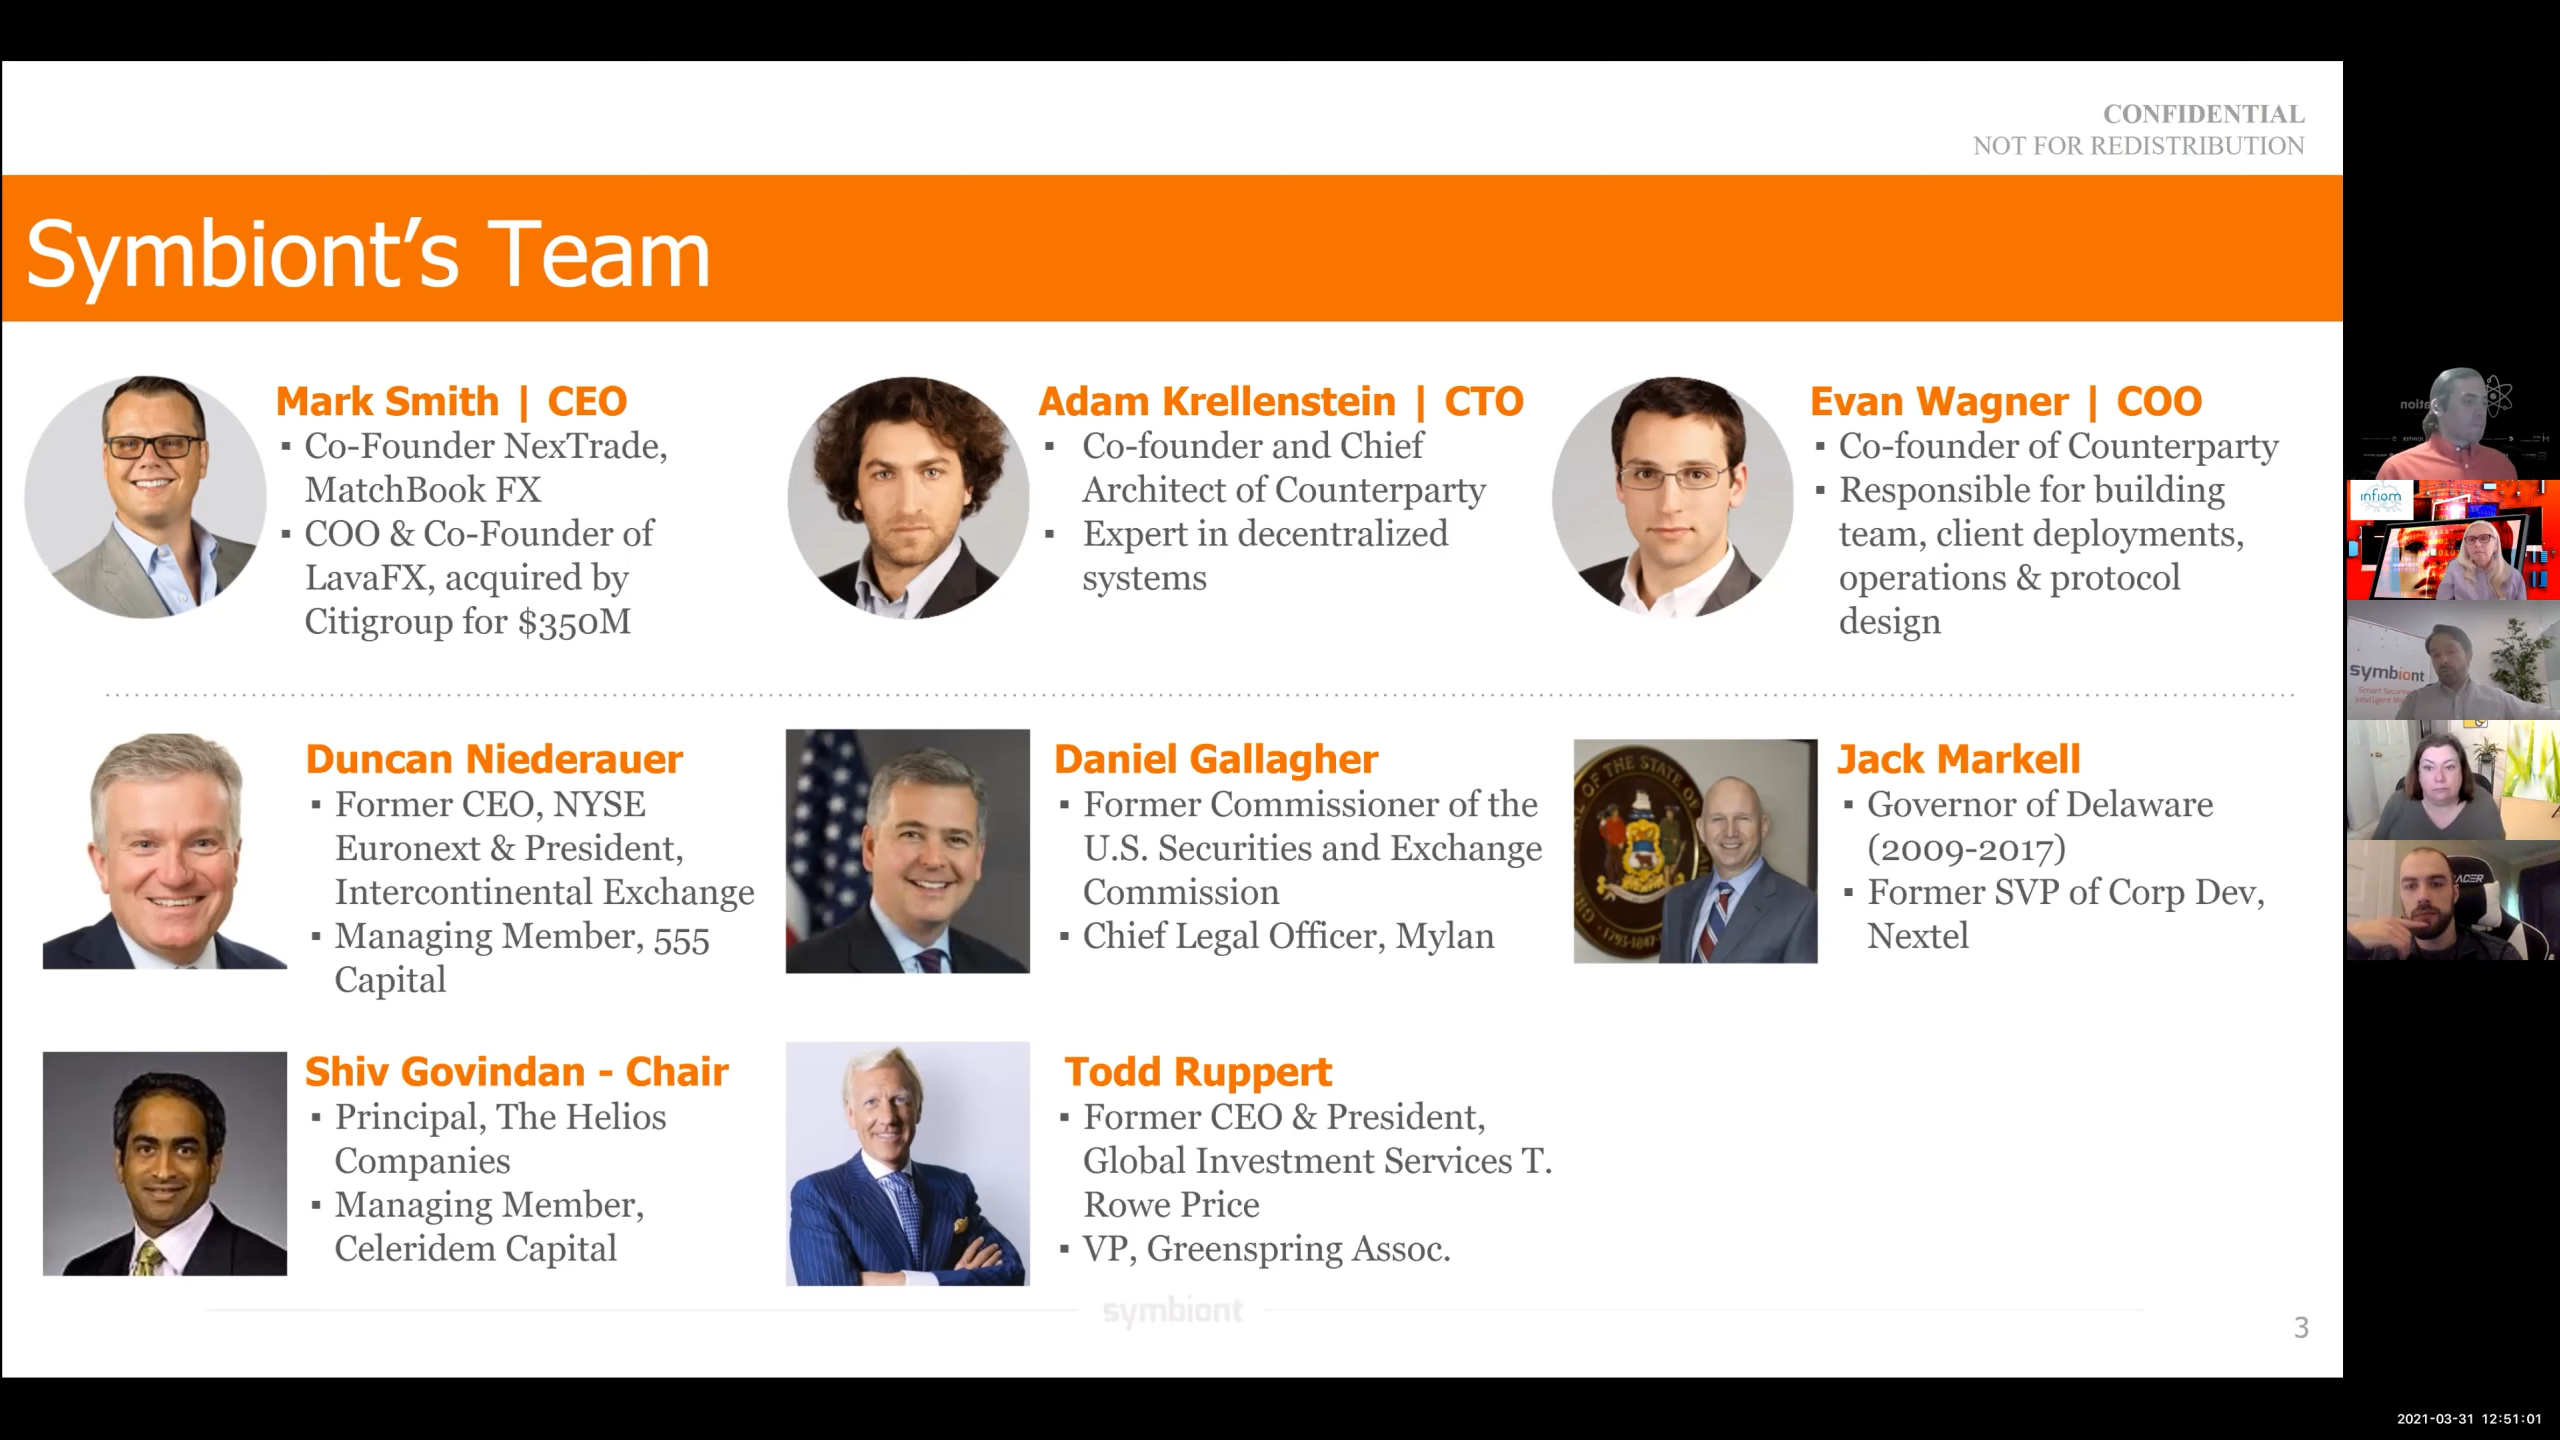 CONFIDENTIAL
NOT FOR REDISTRIBUTION
Symbiont’s Team
Mark Smith | CEO
▪ Co-Founder NexTrade,
MatchBook FX
▪ COO & Co-Founder of
LavaFX, acquired by
Citigroup for $350M
Adam Krellenstein | CTO
▪ Co-founder and Chief
Architect of Counterparty
▪ Expert in decentralized
systems
Evan Wagner | COO
▪ Co-founder of Counterparty
▪ Responsible for building
team, client deployments,
operations & protocol
design
Duncan Niederauer
▪ Former CEO, NYSE
Euronext & President,
Intercontinental Exchange
▪ Managing Member, 555
Capital
Daniel Gallagher
▪ Former Commissioner of the
U.S. Securities and Exchange
Commission
▪ Chief Legal Officer, Mylan
Jack Markell
▪ Governor of Delaware
(2009-2017)
▪ Former SVP of Corp Dev,
Nextel
Shiv Govindan - Chair
▪ Principal, The Helios
Companies
▪ Managing Member,
Celeridem Capital
Todd Ruppert
▪ Former CEO & President,
Global Investment Services T.
Rowe Price
▪ VP, Greenspring Assoc.
symbiont
3
infiom
symbiont
2021-03-31 12:51:01